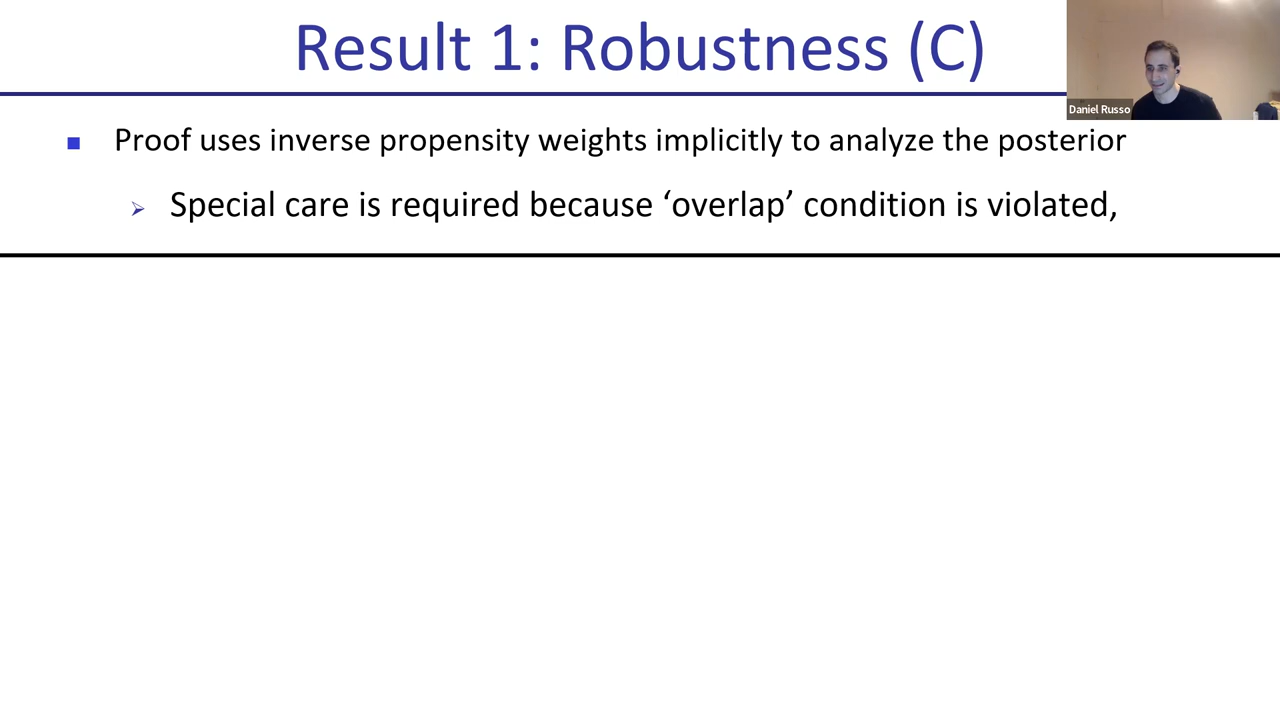 Result 1: Robustness (C)
Daniel Russo
Proof uses inverse propensity weights implicitly to analyze the posterior
Special care is required because ‘overlap’ condition is violated,